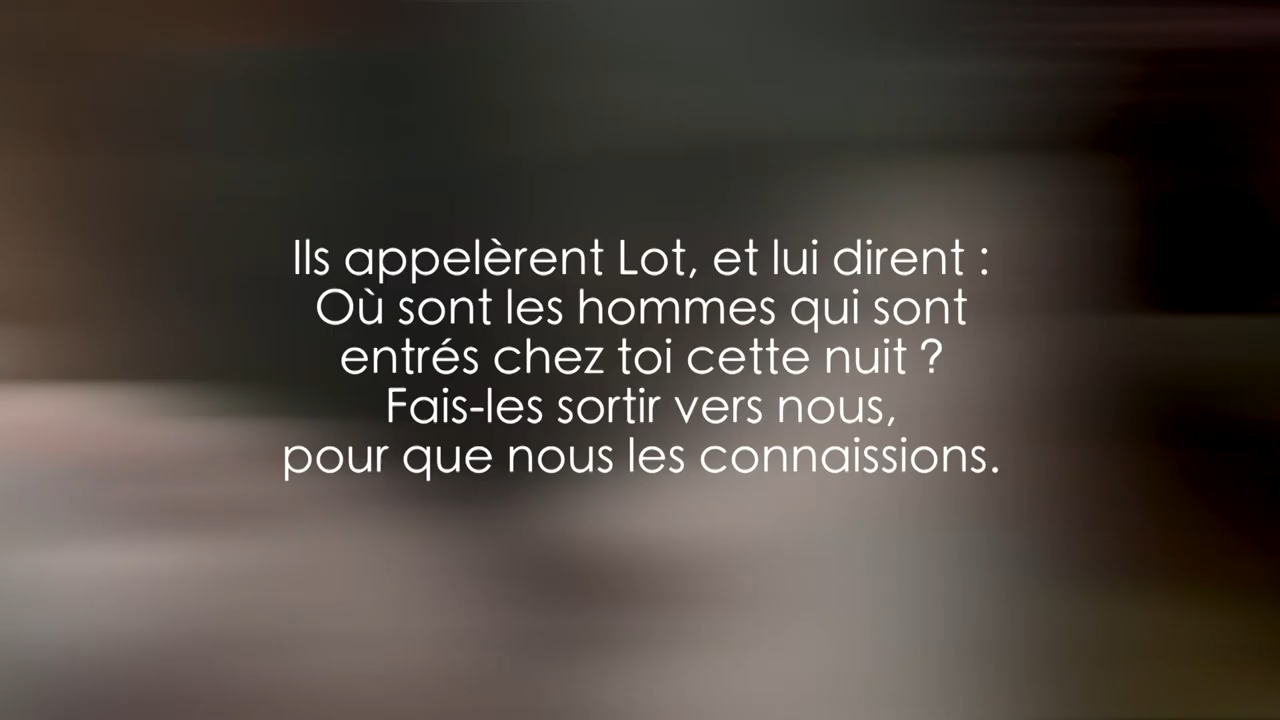 Ils appelèrent Lot, et lui dirent :
Où sont les hommes qui sont
entrés chez toi cette nuit ?
Fais-les sortir vers nous,
pour que nous les connaissions.